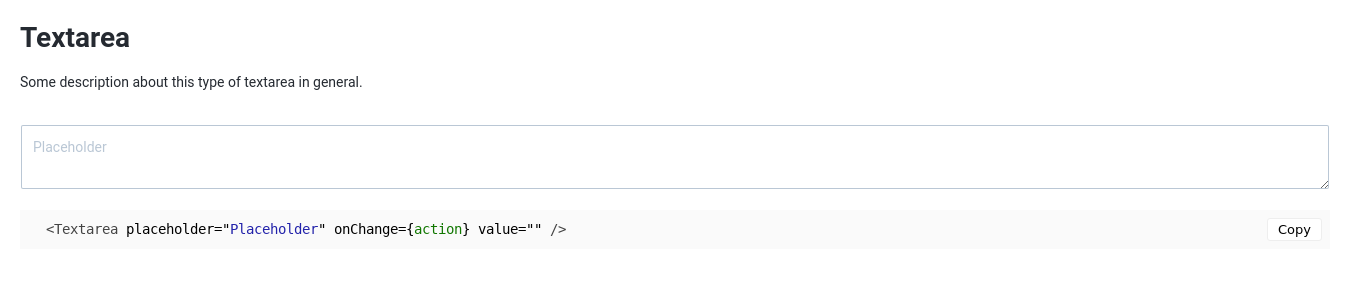 Textarea
Some description about this type of textarea in general.
Placeholder
<Textarea placeholder="Placeholder" onChange={action} value="" />
Copy